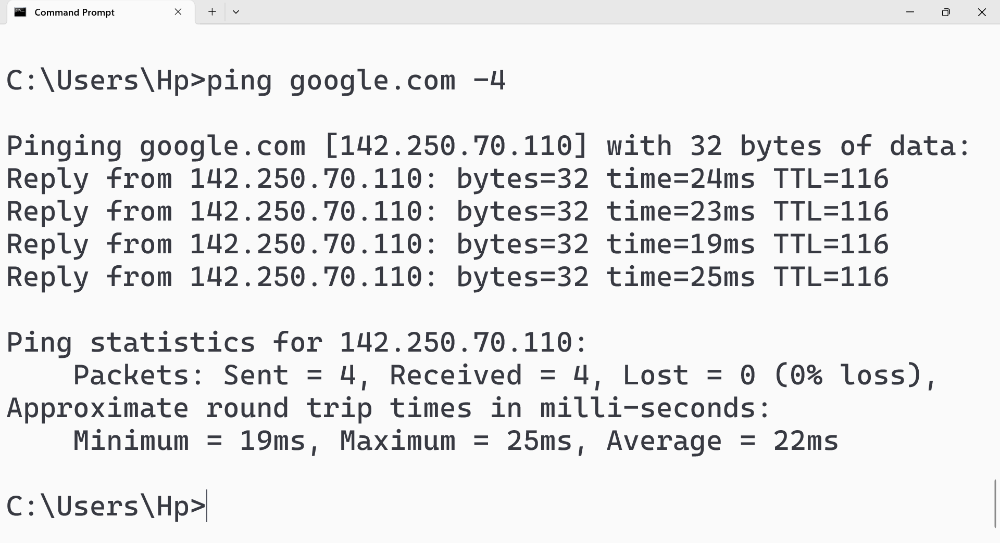 Command Prompt
C:\Users\Hp>ping google.com -4
Pinging google.com [142.250.70.110] with 32 bytes of data:
Reply from 142.250.70.110: bytes=32 time=24ms TTL=116
Reply from 142.250.70.110: bytes=32 time=23ms TTL=116
Reply from 142.250.70.110: bytes=32 time=19ms TTL=116
Reply from 142.250.70.110: bytes=32 time=25ms TTL=116
Ping statistics for 142.250.70.110:
    Packets: Sent = 4, Received = 4, Lost = 0 (0% loss),
Approximate round trip times in milli-seconds:
    Minimum = 19ms, Maximum = 25ms, Average = 22ms
C:\Users\Hp>